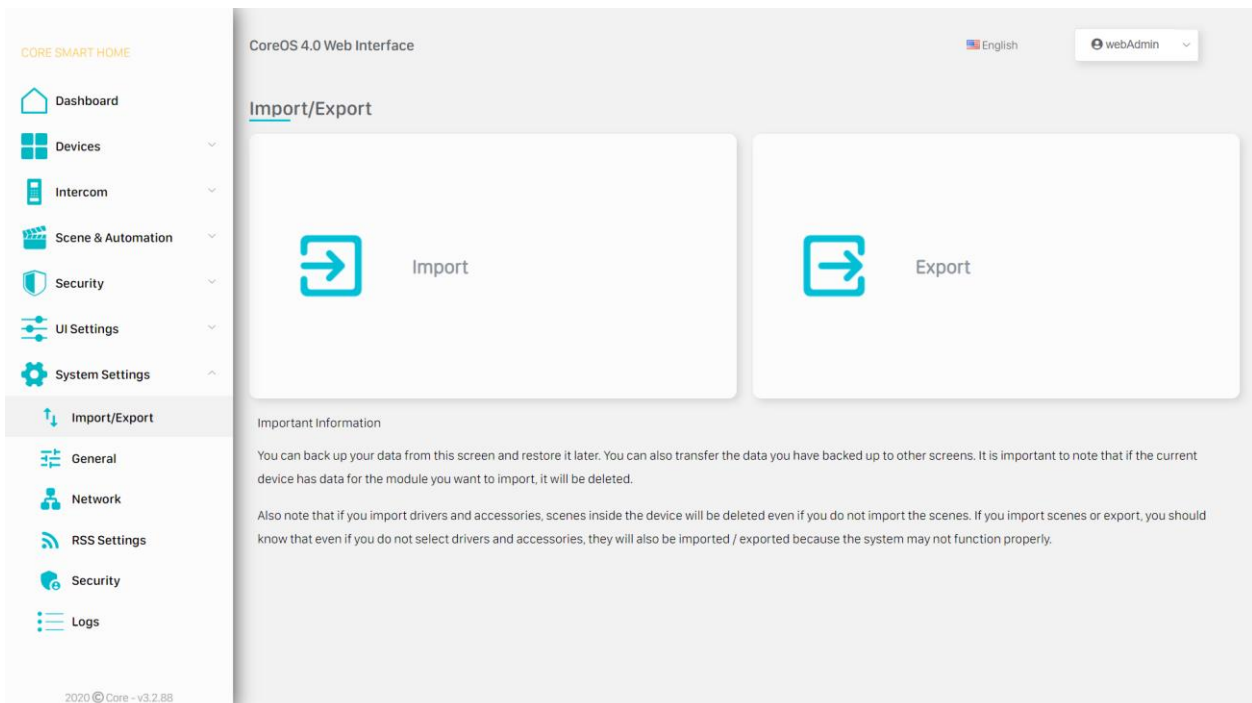 CORE SMART HOME
Dashboard
Devices
Intercom
Scene & Automation
Security
UI Settings
System Settings
Import/Export
General
Network
RSS Settings
Security
Logs
2020 © Core - v3.2.88
CoreOS 4.0 Web Interface
English
webAdmin
Import/Export
Import
Export
Important Information
You can back up your data from this screen and restore it later. You can also transfer the data you have backed up to other screens. It is important to note that if the current
device has data for the module you want to import, it will be deleted.
Also note that if you import drivers and accessories, scenes inside the device will be deleted even if you do not import the scenes. If you import scenes or export, you should
know that even if you do not select drivers and accessories, they will also be imported / exported because the system may not function properly.